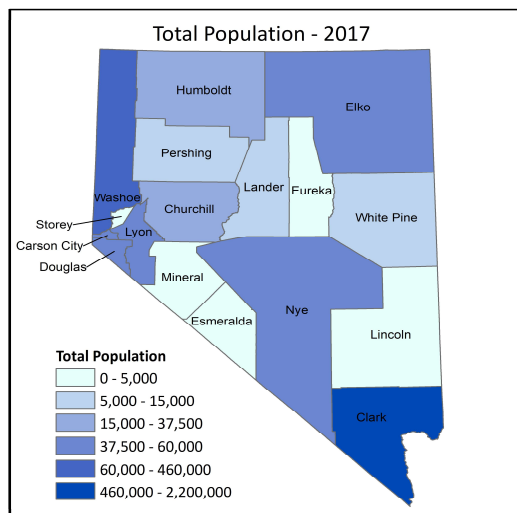 Total Population - 2017
Humboldt
Elko
Pershing
Lander
Eureka
Washoe
Churchill
White Pine
Storey
Lyon
Carson City
Douglas
Mineral
Nye
Esmeralda
Lincoln
Clark
Total Population
0 - 5,000
5,000 - 15,000
15,000 - 37,500
37,500 - 60,000
60,000 - 460,000
460,000 - 2,200,000